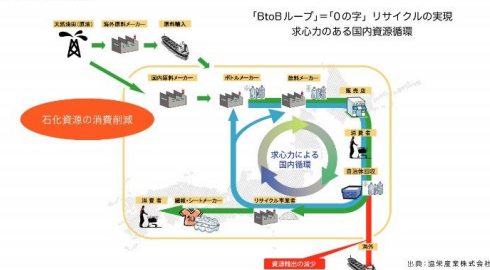 「BtoBループ」＝「0の字」リサイクルの実現
求心力のある国内資源循環
天然油田(原油)
海外原料メーカー
原料輸入
国内原料メーカー
ボトルメーカー
飲料メーカー
販売店
石化資源の消費削減
消費者
求心力による
国内循環
自治体回収
消費者
繊維・シートメーカー
リサイクル事業者
海外
資源輸出の減少
出典：協栄産業株式会社